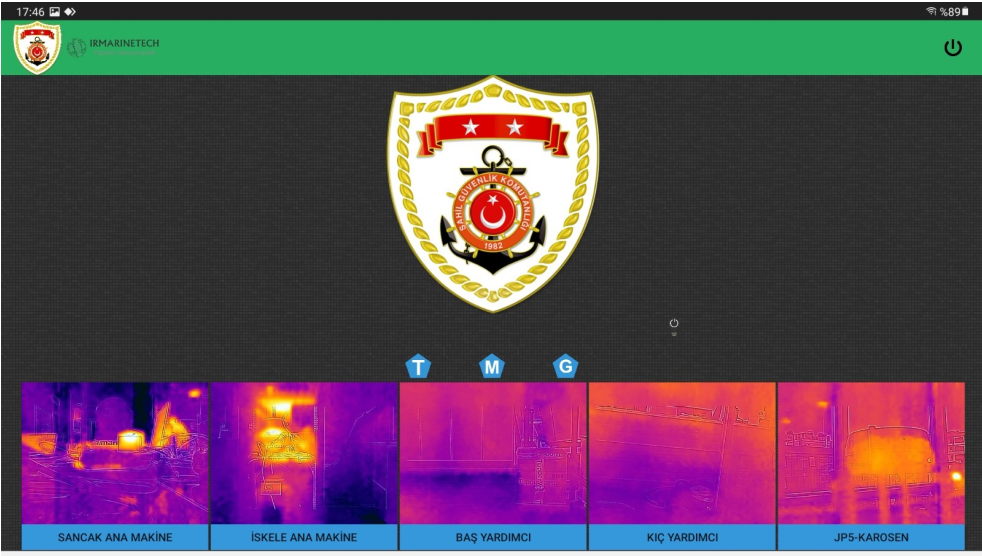 17:46
%89
IRMARINETECH
SAHİL GÜVENLİK KOMUTANLIĞI
1982
T M G
SANCAK ANA MAKİNE İSKELE ANA MAKİNE BAŞ YARDIMCI KIÇ YARDIMCI JP5-KAROSEN